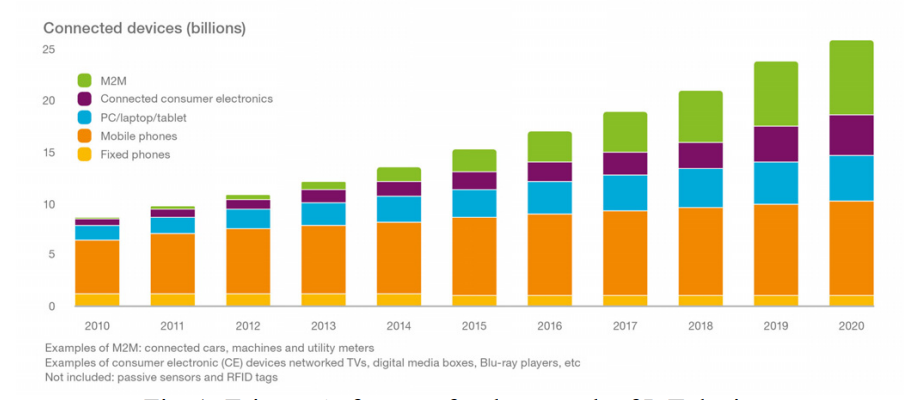 Connected devices (billions)
25
M2M
Connected consumer electronics
20
PC/laptop/tablet
Mobile phones
15
Fixed phones
10
5
0
2010 2011 2012 2013 2014 2015 2016 2017 2018 2019 2020
Examples of M2M: connected cars, machines and utility meters
Examples of consumer electronic (CE) devices networked TVs, digital media boxes, Blu-ray players, etc
Not included: passive sensors and RFID tags